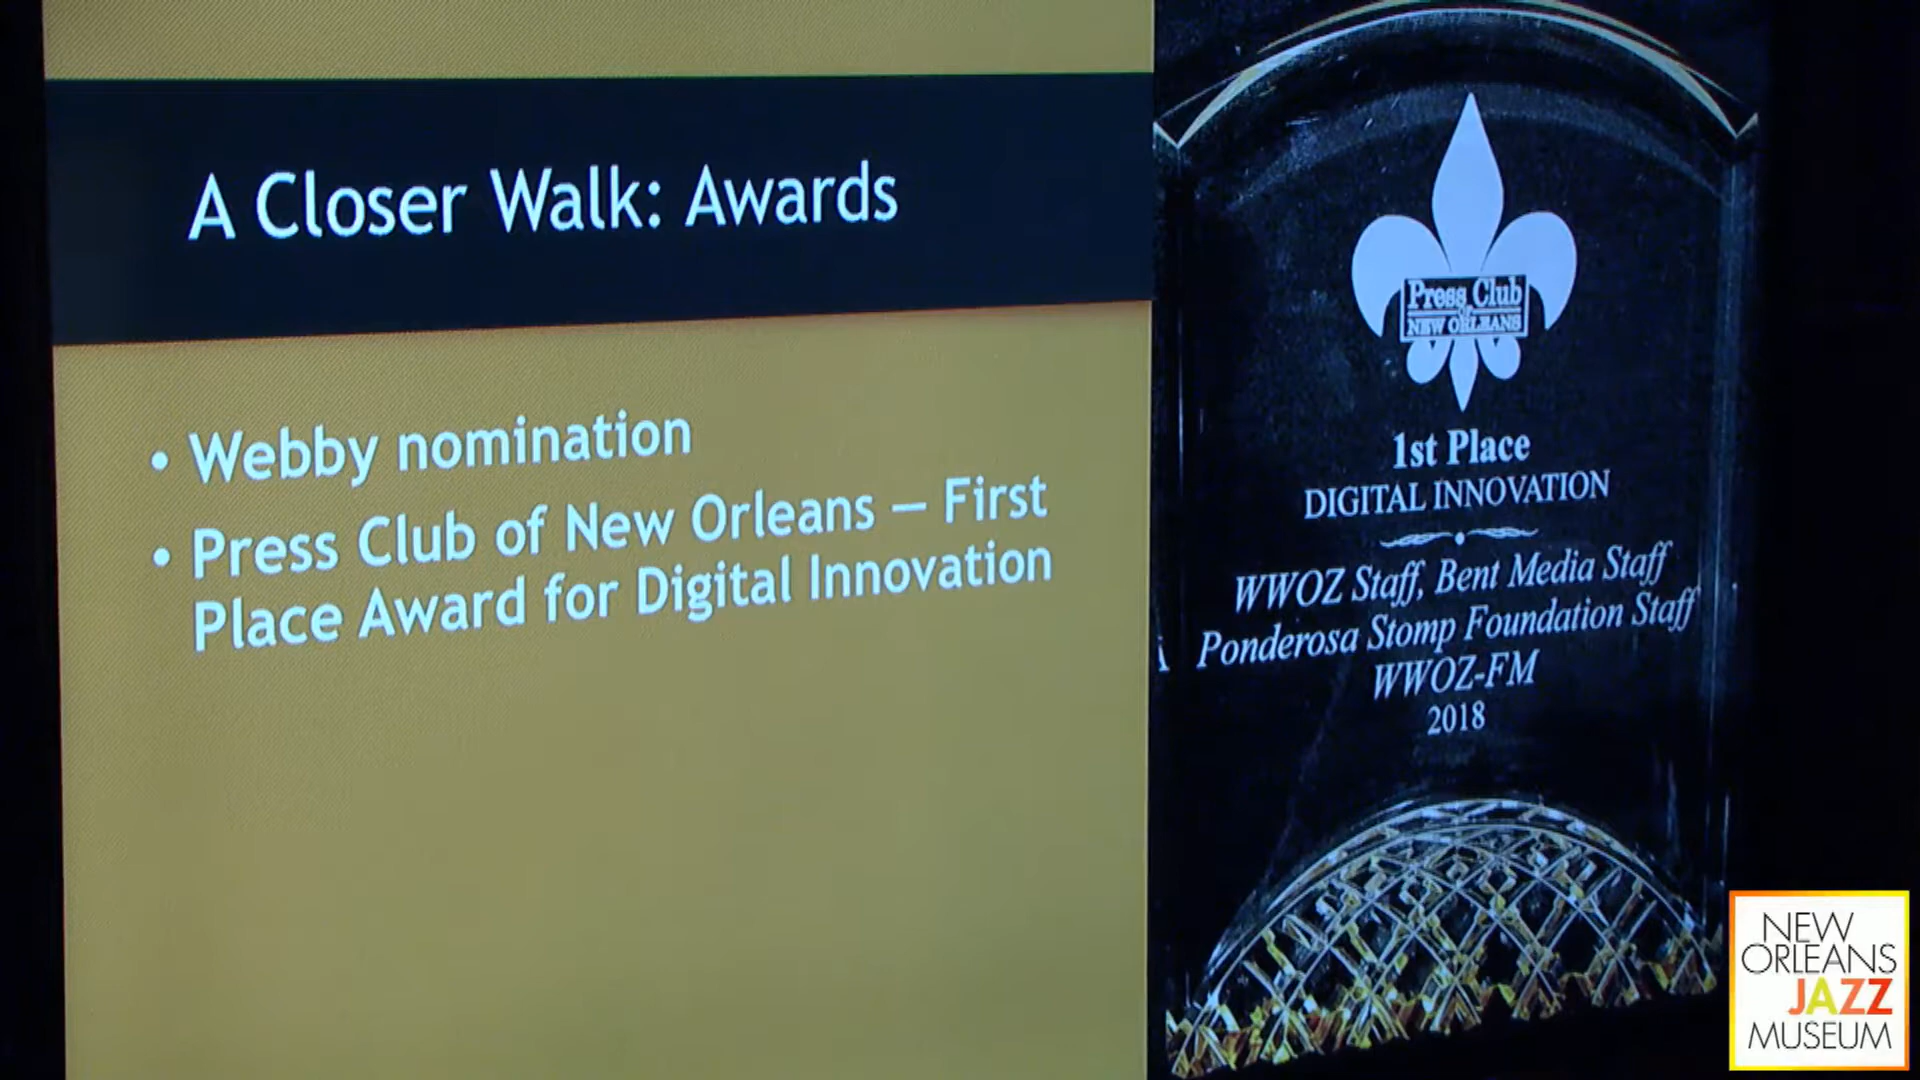 A Closer Walk: Awards
• Webby nomination
• Press Club of New Orleans – First
Place Award for Digital Innovation
Press Club
OF
NEW ORLEANS
1st Place
DIGITAL INNOVATION
WWOZ Staff, Bent Media Staff
Ponderosa Stomp Foundation Staff
WWOZ-FM
2018
NEW
ORLEANS
JAZZ
MUSEUM